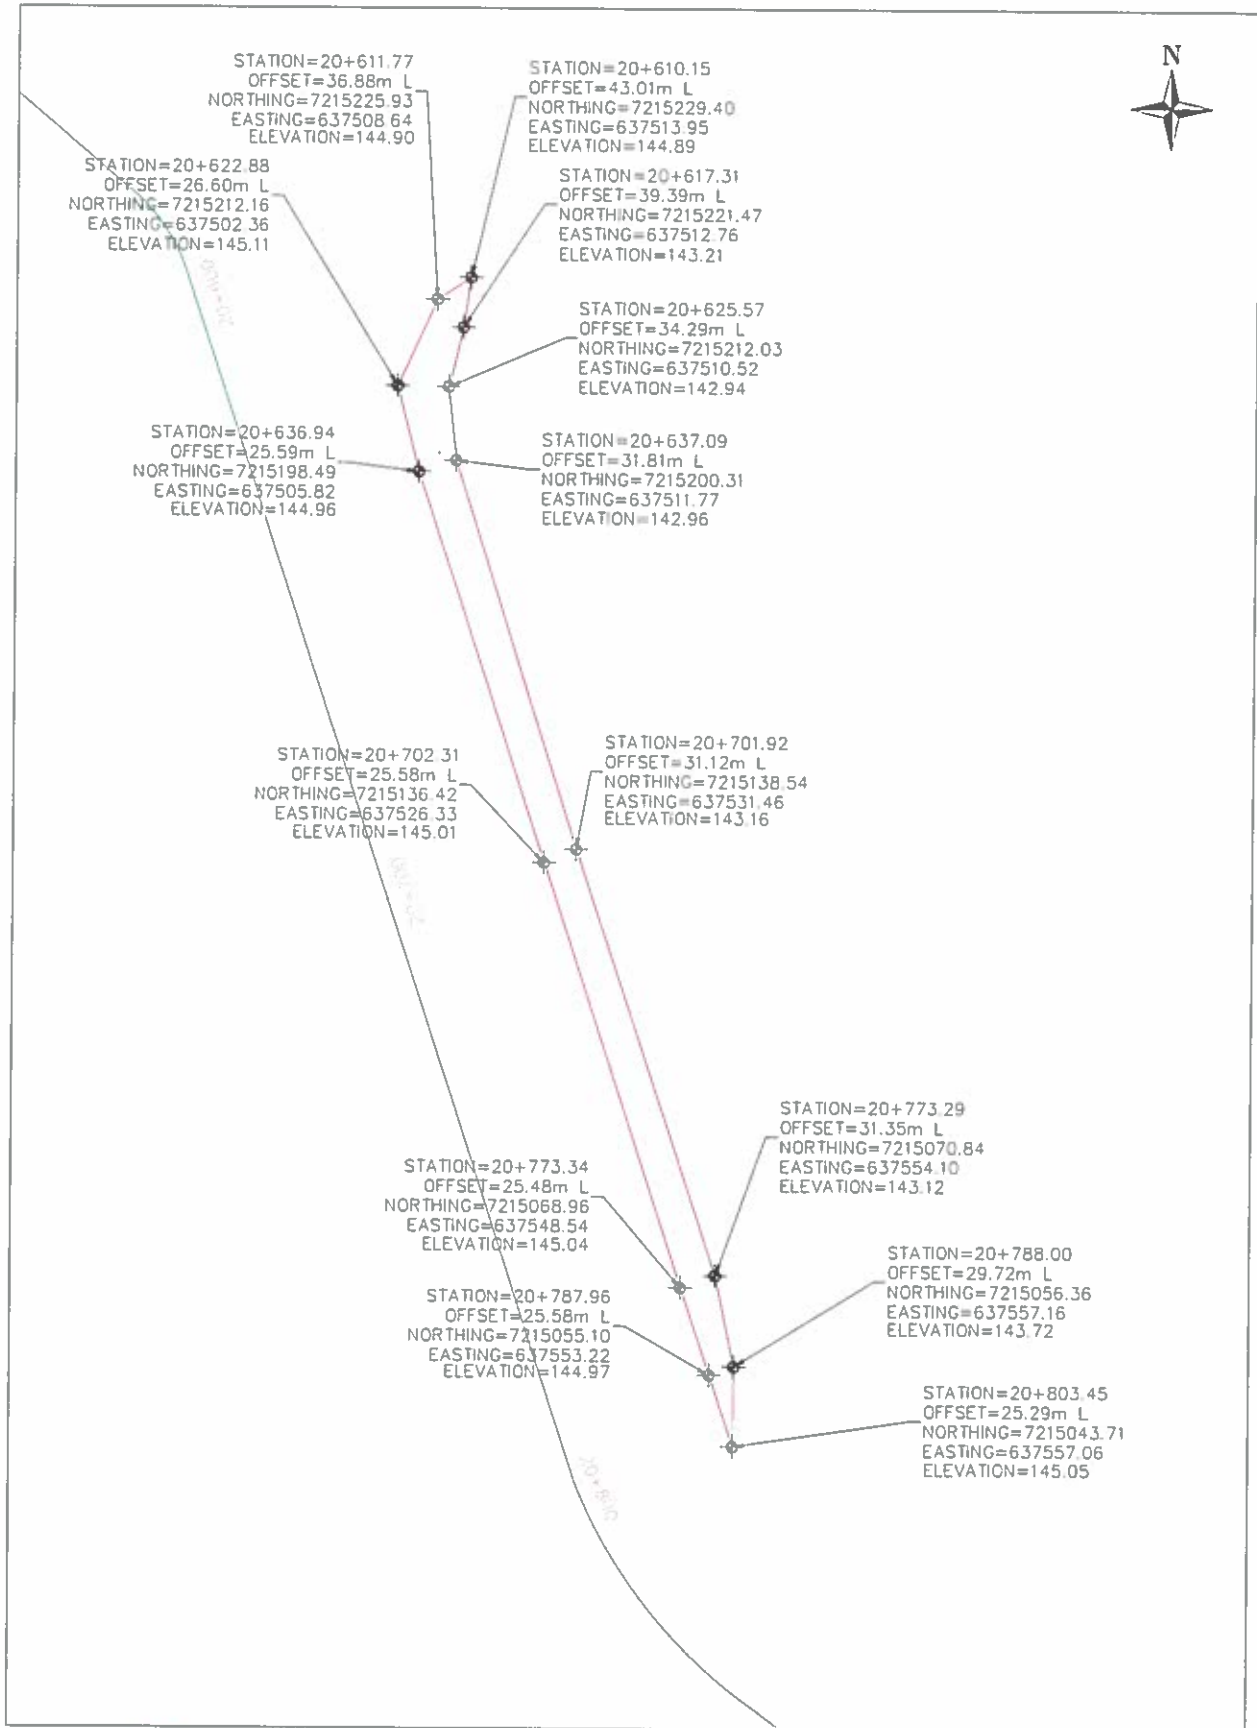 N
STATION=20+611.77
OFFSET=36.88m L
NORTHING=7215225.93
EASTING=637508.64
ELEVATION=144.90
STATION=20+610.15
OFFSET=43.01m L
NORTHING=7215229.40
EASTING=637513.95
ELEVATION=144.89
STATION=20+622.88
OFFSET=26.60m L
NORTHING=7215212.16
EASTING=637502.36
ELEVATION=145.11
STATION=20+617.31
OFFSET=39.39m L
NORTHING=7215221.47
EASTING=637512.76
ELEVATION=143.21
20+600
STATION=20+625.57
OFFSET=34.29m L
NORTHING=7215212.03
EASTING=637510.52
ELEVATION=142.94
STATION=20+636.94
OFFSET=25.59m L
NORTHING=7215198.49
EASTING=637505.82
ELEVATION=144.96
STATION=20+637.09
OFFSET=31.81m L
NORTHING=7215200.31
EASTING=637511.77
ELEVATION=142.96
STATION=20+702.31
OFFSET=25.58m L
NORTHING=7215136.42
EASTING=637526.33
ELEVATION=145.01
STATION=20+701.92
OFFSET=31.12m L
NORTHING=7215138.54
EASTING=637531.46
ELEVATION=143.16
20+700
STATION=20+773.29
OFFSET=31.35m L
NORTHING=7215070.84
EASTING=637554.10
ELEVATION=143.12
STATION=20+773.34
OFFSET=25.48m L
NORTHING=7215068.96
EASTING=637548.54
ELEVATION=145.04
STATION=20+788.00
OFFSET=29.72m L
NORTHING=7215056.36
EASTING=637557.16
ELEVATION=143.72
STATION=20+787.96
OFFSET=25.58m L
NORTHING=7215055.10
EASTING=637553.22
ELEVATION=144.97
STATION=20+803.45
OFFSET=25.29m L
NORTHING=7215043.71
EASTING=637557.06
ELEVATION=145.05
20+800